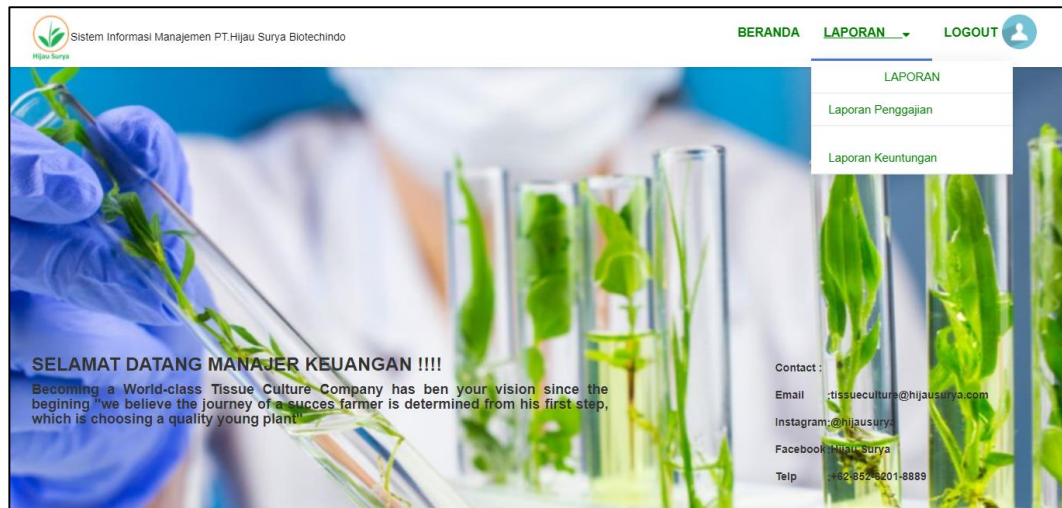 Hijau Surya
Sistem Informasi Manajemen PT.Hijau Surya Biotechindo
BERANDA
LAPORAN
LOGOUT
LAPORAN
Laporan Penggajian
Laporan Keuntungan
SELAMAT DATANG MANAJER KEUANGAN !!!!
Becoming a World-class Tissue Culture Company has ben your vision since the
begining "we believe the journey of a succes farmer is determined from his first step,
which is choosing a quality young plant"
Contact :
Email :tissueculture@hijausurya.com
Instagram:@hijausurya
Facebook:Hijau Surya
Telp :+62-852-6201-8889